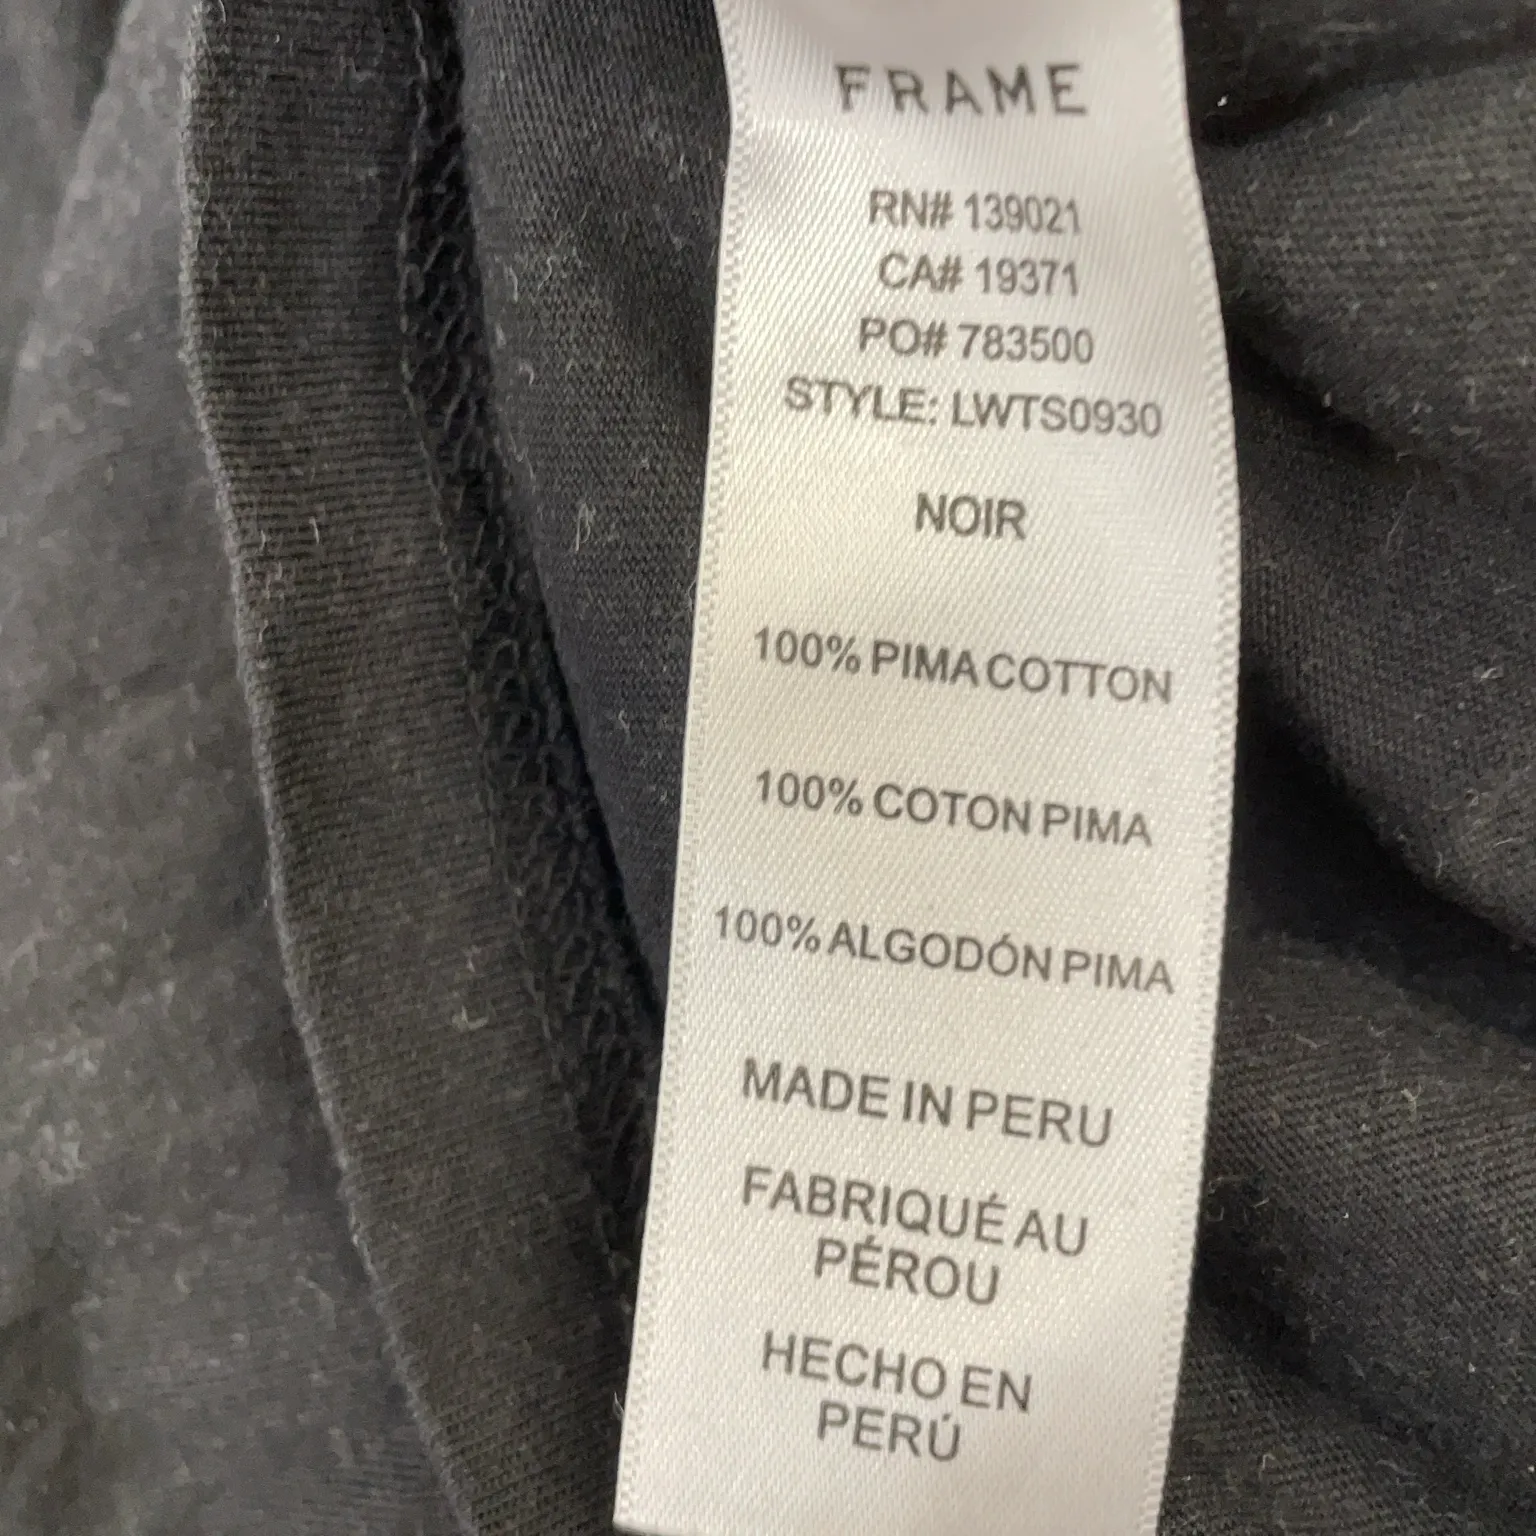 FRAME
RN# 139021
CA# 19371
PO# 783500
STYLE: LWTS0930
NOIR
100% PIMA COTTON
100% COTON PIMA
100% ALGODÓN PIMA
MADE IN PERU
FABRIQUÉ AU
PÉROU
HECHO EN
PERÚ